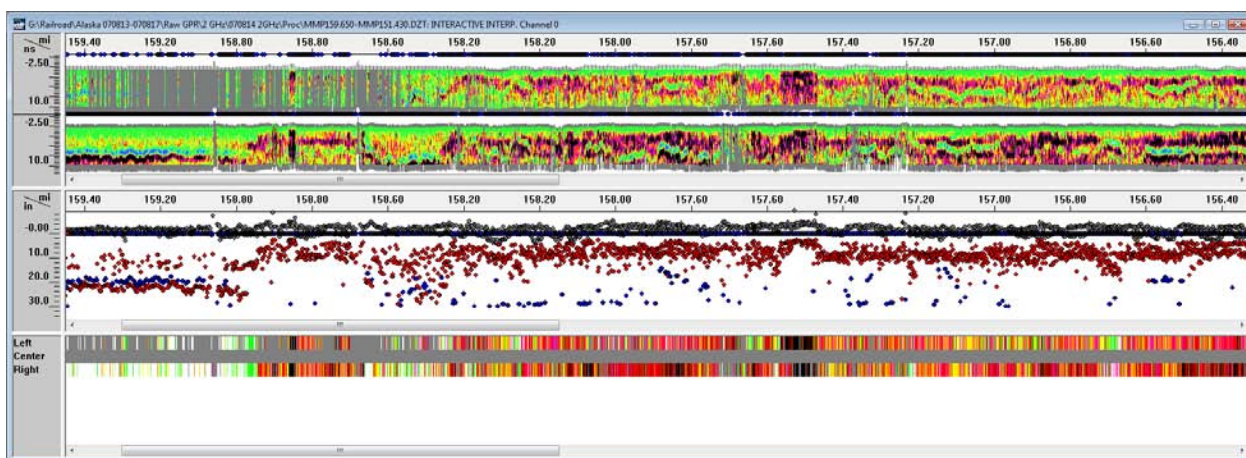 G:\Railroad\Alaska 070813-070817\Raw GPR\2 GHz\070814 2GHz\Proc\MMP159.650-MMP151.430.DZT: INTERACTIVE INTERP. Channel 0
mi 159.40 159.20 158.80 158.80 158.60 158.40 158.20 158.00 157.80 157.60 157.40 157.20 157.00 156.80 156.60 156.40
ns
-2.50
10.0
-2.50
10.0
mi 159.40 159.20 158.80 158.80 158.60 158.40 158.20 158.00 157.80 157.60 157.40 157.20 157.00 156.80 156.60 156.40
in
-0.00
10.0
20.0
30.0
Left
Center
Right